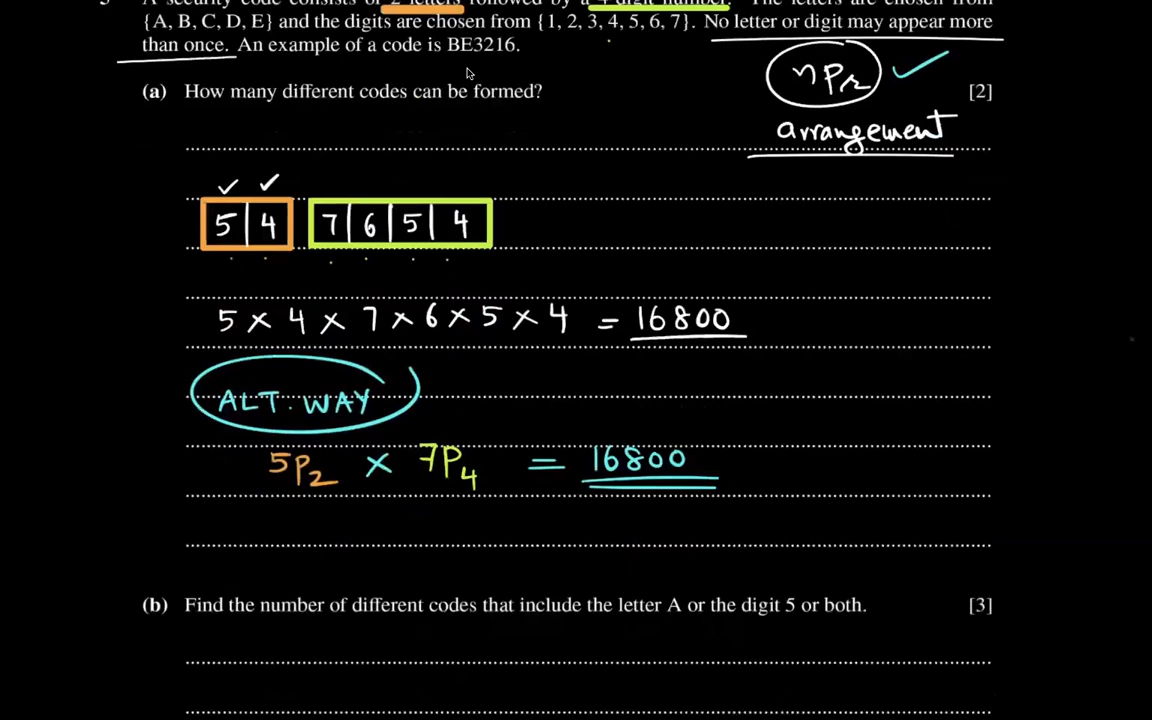 {A, B, C, D, E} and the digits are chosen from {1, 2, 3, 4, 5, 6, 7}. No letter or digit may appear more
than once. An example of a code is BE3216.
nPr
(a) How many different codes can be formed? [2]
arrangement
5 4 7 6 5 4
5 × 4 × 7 × 6 × 5 × 4 = 16800
ALT. WAY
5P2 × 7P4 = 16800
(b) Find the number of different codes that include the letter A or the digit 5 or both. [3]